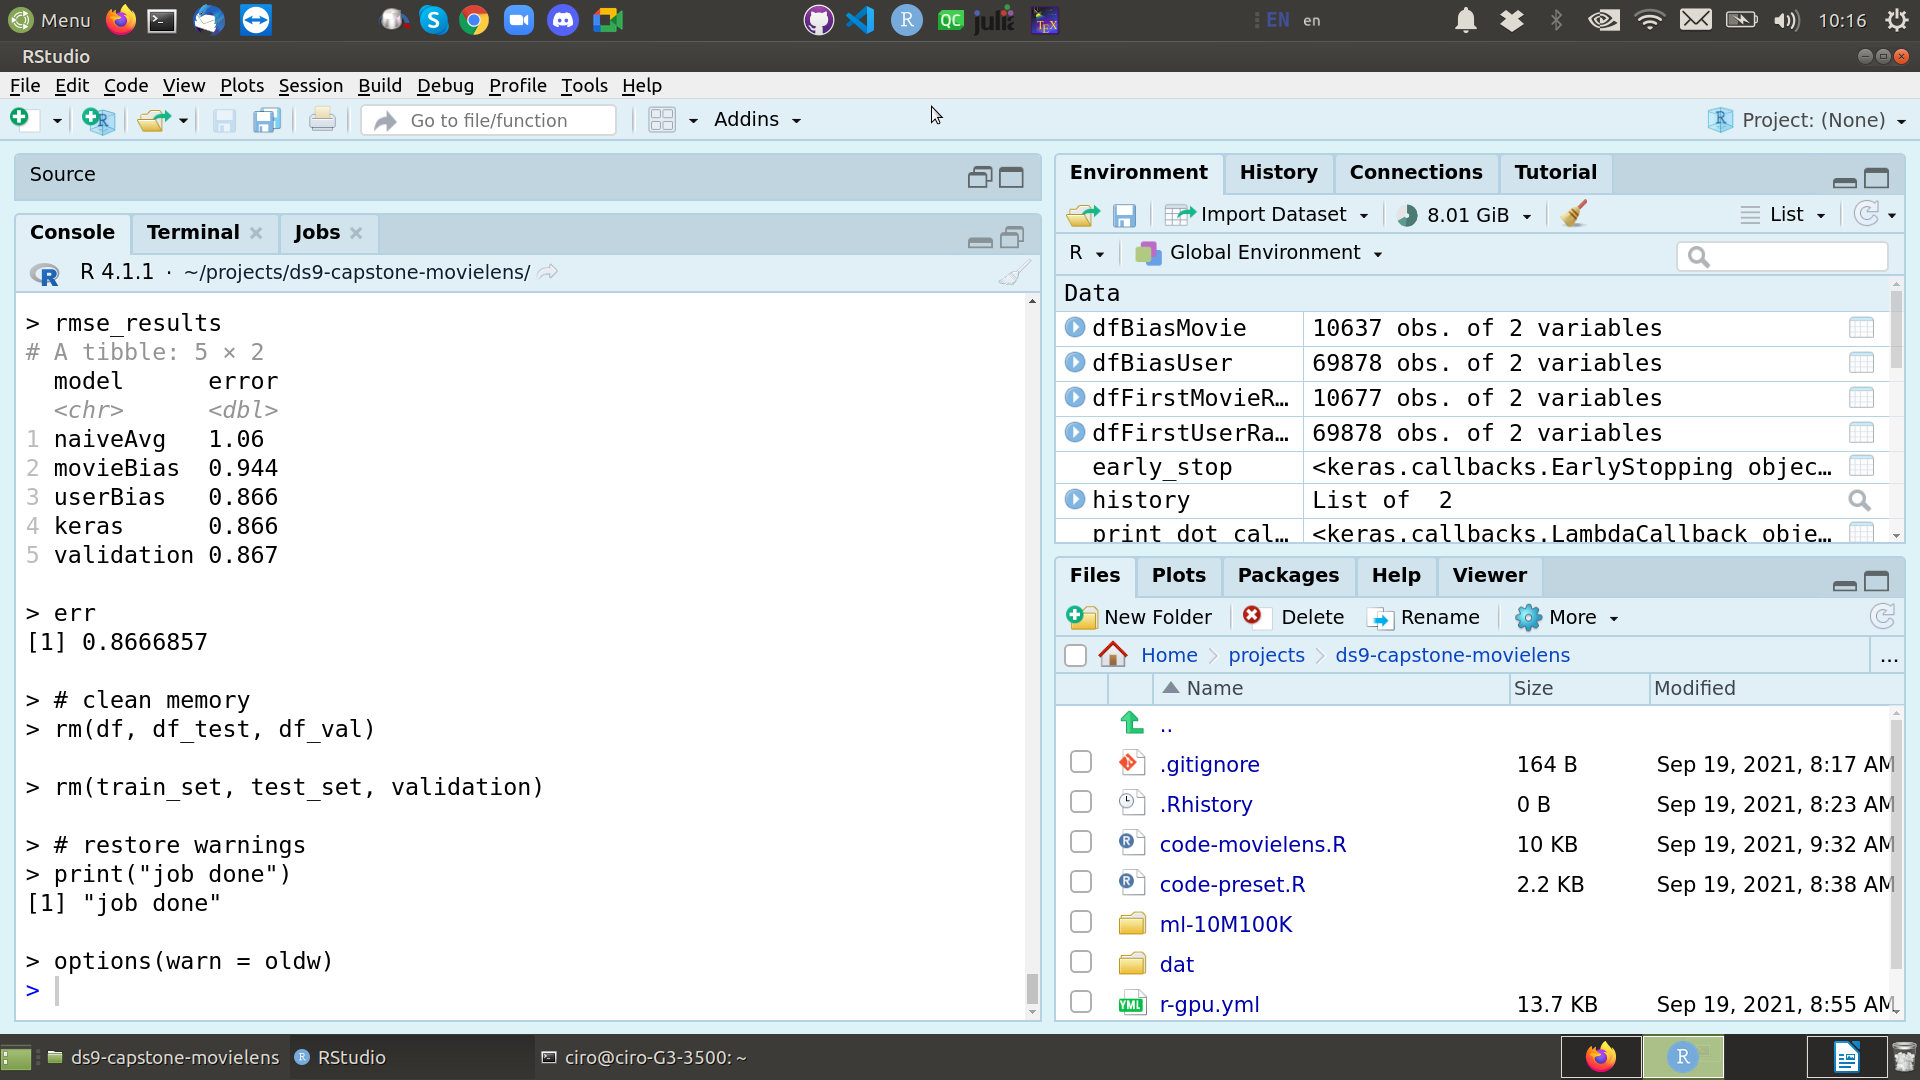 Menu
QC
julia
TEX
EN en
10:16
RStudio
File Edit Code View Plots Session Build Debug Profile Tools Help
Go to file/function
Addins
Project: (None)
Source
Console Terminal Jobs
R 4.1.1 · ~/projects/ds9-capstone-movielens/
> rmse_results
# A tibble: 5 × 2
model error
<chr> <dbl>
1 naiveAvg 1.06
2 movieBias 0.944
3 userBias 0.866
4 keras 0.866
5 validation 0.867
> err
[1] 0.8666857
> # clean memory
> rm(df, df_test, df_val)
> rm(train_set, test_set, validation)
> # restore warnings
> print("job done")
[1] "job done"
> options(warn = oldw)
>
Environment History Connections Tutorial
Import Dataset 8.01 GiB List
R Global Environment
Data
dfBiasMovie 10637 obs. of 2 variables
dfBiasUser 69878 obs. of 2 variables
dfFirstMovieR… 10677 obs. of 2 variables
dfFirstUserRa… 69878 obs. of 2 variables
early_stop <keras.callbacks.EarlyStopping objec…
history List of 2
print_dot_cal… <keras.callbacks.LambdaCallback obje…
Files Plots Packages Help Viewer
New Folder Delete Rename More
Home projects ds9-capstone-movielens ...
Name Size Modified
..
.gitignore 164 B Sep 19, 2021, 8:17 AM
.Rhistory 0 B Sep 19, 2021, 8:23 AM
code-movielens.R 10 KB Sep 19, 2021, 9:32 AM
code-preset.R 2.2 KB Sep 19, 2021, 8:38 AM
ml-10M100K
dat
YML r-gpu.yml 13.7 KB Sep 19, 2021, 8:55 AM
ds9-capstone-movielens RStudio ciro@ciro-G3-3500: ~